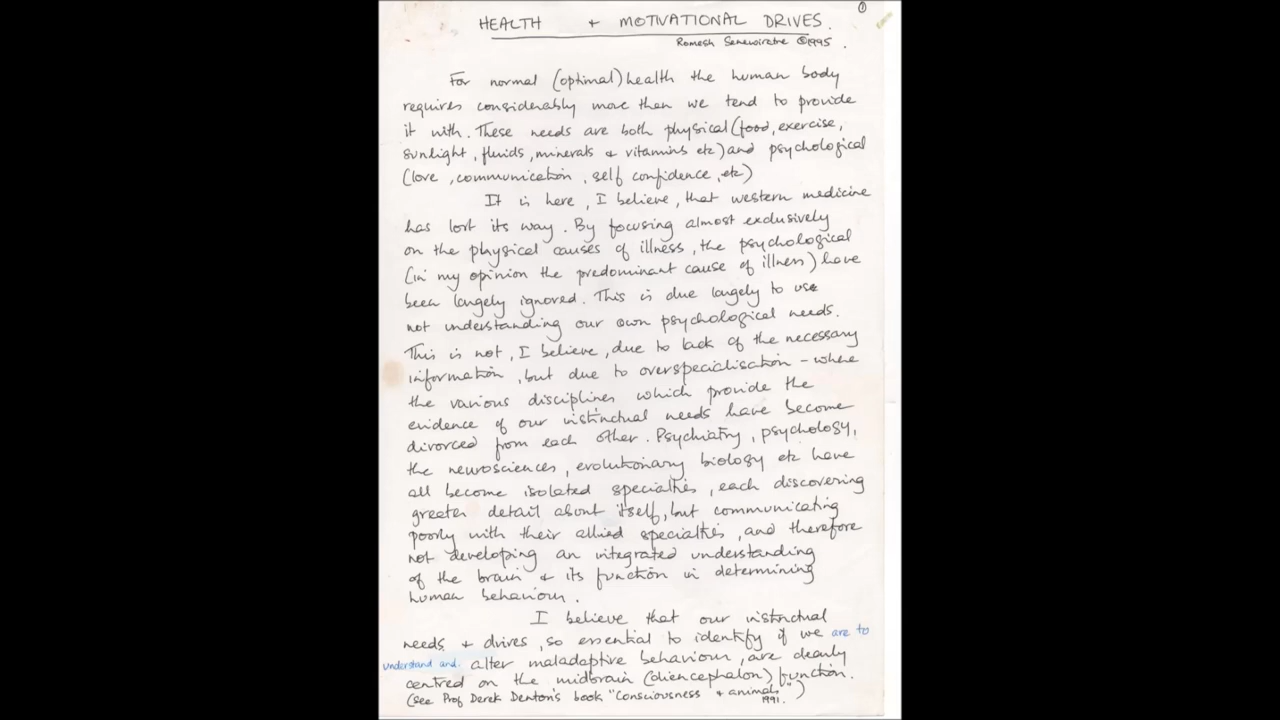 ①
HEALTH + MOTIVATIONAL DRIVES.
Romesh Senewiratne ©1995.
For normal (optimal) health the human body
requires considerably more than we tend to provide
it with. These needs are both physical (food, exercise,
sunlight, fluids, minerals + vitamins etc) and psychological
(love, communication, self confidence, etc)
It is here, I believe, that western medicine
has lost its way. By focusing almost exclusively
on the physical causes of illness, the psychological
(in my opinion the predominant cause of illness) have
been largely ignored. This is due largely to us
not understanding our own psychological needs.
This is not, I believe, due to lack of the necessary
information, but due to overspecialisation - where
the various disciplines which provide the
evidence of our instinctual needs have become
divorced from each other. Psychiatry, psychology,
the neurosciences, evolutionary biology etc have
all become isolated specialties, each discovering
greater detail about itself, but communicating
poorly with their allied specialties, and therefore
not developing an integrated understanding
of the brain + its function in determining
human behaviour.
I believe that our instinctual
needs + drives, so essential to identify if we are to
understand and alter maladaptive behaviour, are clearly
centred on the midbrain (diencephalon) function.
(see Prof Derek Denton's book "Consciousness + animals"
1991.)